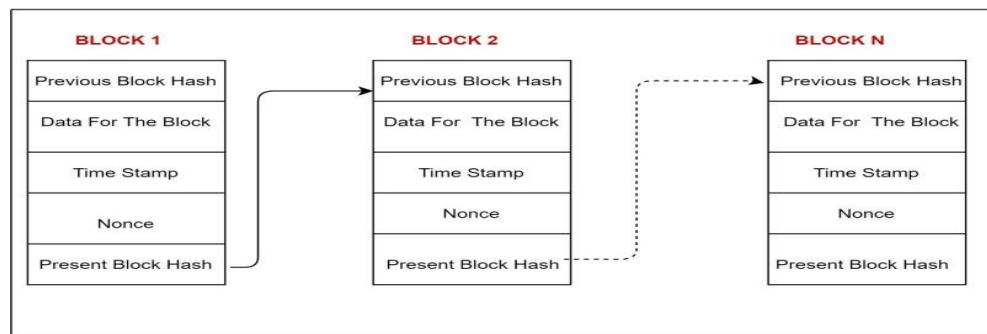 BLOCK 1
Previous Block Hash
Data For The Block
Time Stamp
Nonce
Present Block Hash
BLOCK 2
Previous Block Hash
Data For The Block
Time Stamp
Nonce
Present Block Hash
BLOCK N
Previous Block Hash
Data For The Block
Time Stamp
Nonce
Present Block Hash